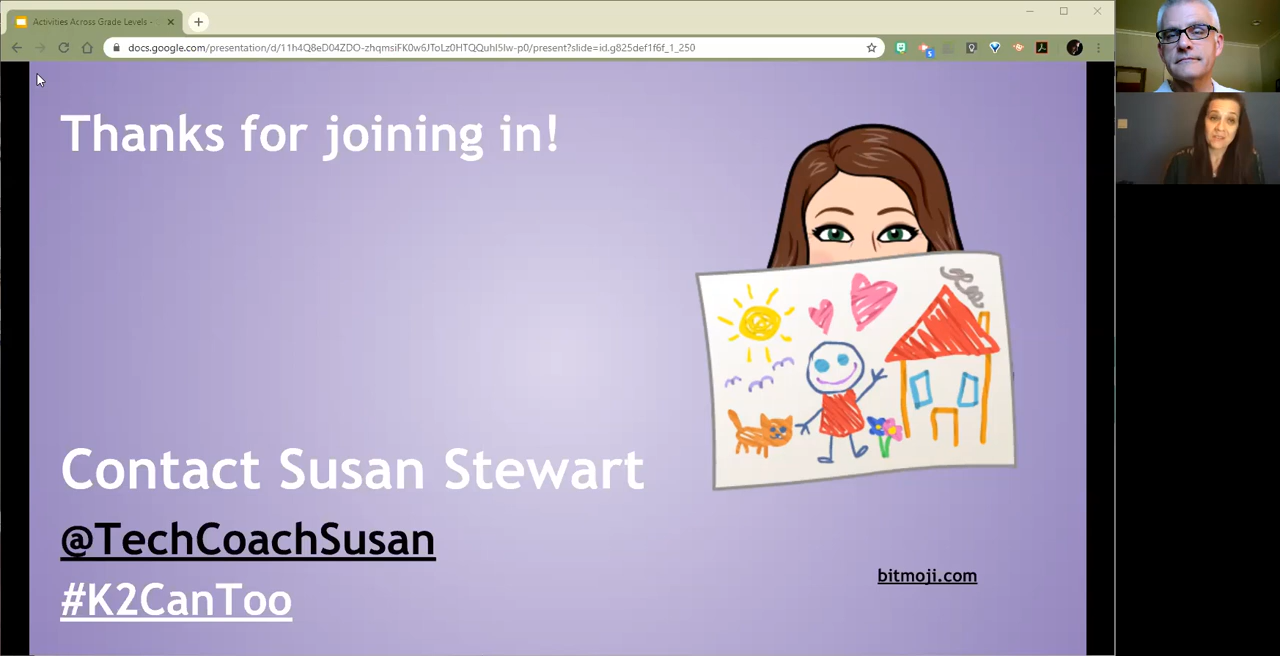 Activities Across Grade Levels -
docs.google.com/presentation/d/11h4Q8eD04ZDO-zhqmsiFK0w6JToLz0HTQQuhI5lw-p0/present?slide=id.g825def1f6f_1_250
Thanks for joining in!
Contact Susan Stewart
@TechCoachSusan
#K2CanToo
bitmoji.com